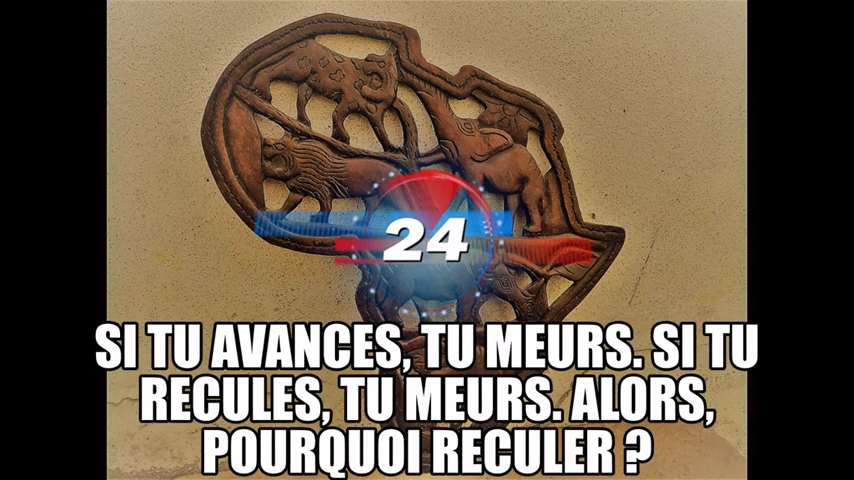 24
SI TU AVANCES, TU MEURS. SI TU
RECULES, TU MEURS. ALORS,
POURQUOI RECULER ?